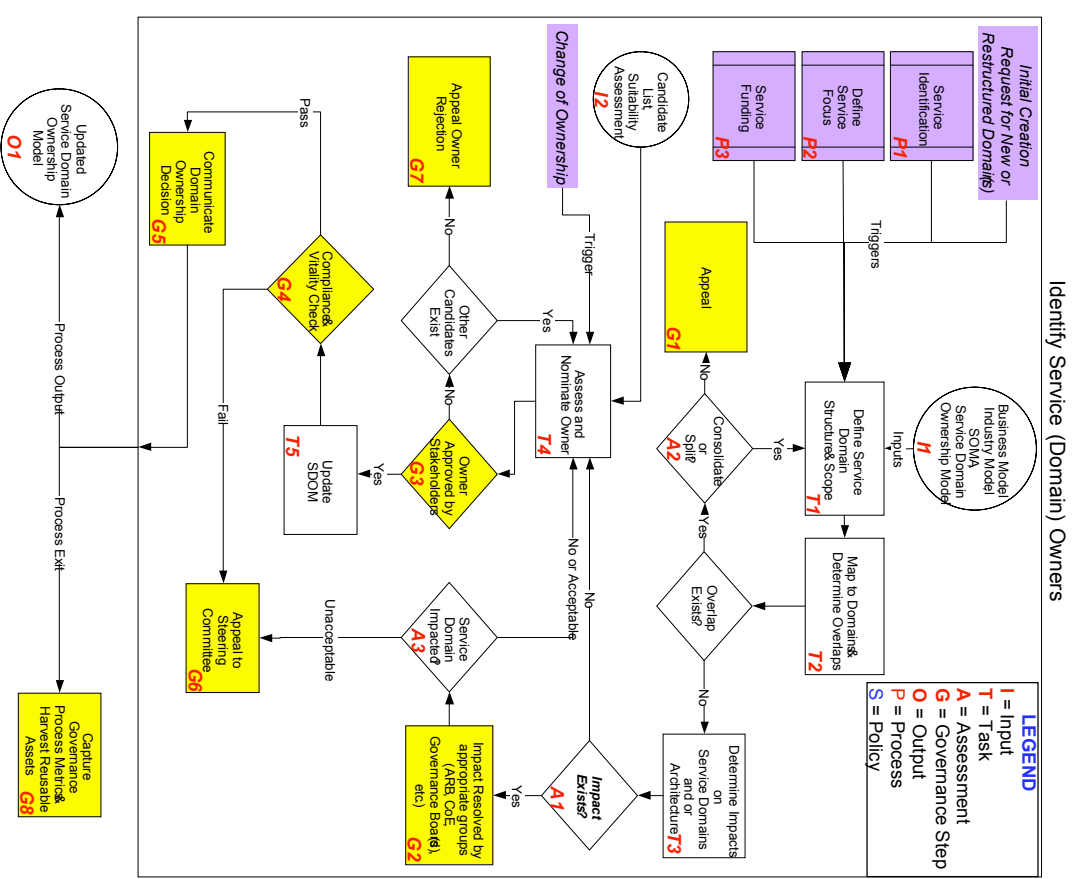 Identify Service (Domain) Owners
Initial Creation
Request for New or
Restructured Domain(s)
Service
Identification
P1
Define
Service
Focus
P2
Service
Funding
P3
Triggers
Business Model
Industry Model
SOMA,
Service Domain
Ownership Model
I1
Inputs
Define Service
Domain
Structure& Scope
T1
Map to Domains&
Determine Overlaps
T2
LEGEND
I = Input
T = Task
A = Assessment
G = Governance Step
O = Output
P = Process
S = Policy
Appeal
G1
No
Consolidate
or
Split?
A2
Yes
Yes
Overlap
Exists?
No
Determine Impacts
on
Service Domains
and or
Architecture
T3
Candidate
List,
Suitability
Assessment
I2
Change of Ownership
Trigger
Assess and
Nominate Owner
T4
No
No or Acceptable
Impact
Exists?
A1
Yes
Impact Resolved by
appropriate groups
(ARB, CoE,
Governance Board(s),
etc.)
G2
Appeal Owner
Rejection
G7
No
Other
Candidates
Exist
Yes
No
Owner
Approved by
Stakeholders
G3
Yes
Service
Domain
Impacted?
A3
Unacceptable
Update
SDOM
T5
Compliance&
Vitality Check
G4
Pass
Fail
Communicate
Domain
Ownership
Decision
G5
Appeal to
Steering
Committee
G6
Updated
Service Domain
Ownership
Model
O1
Process Output
Process Exit
Capture
Governance
Process Metrics&
Harvest Reusable
Assets
G8